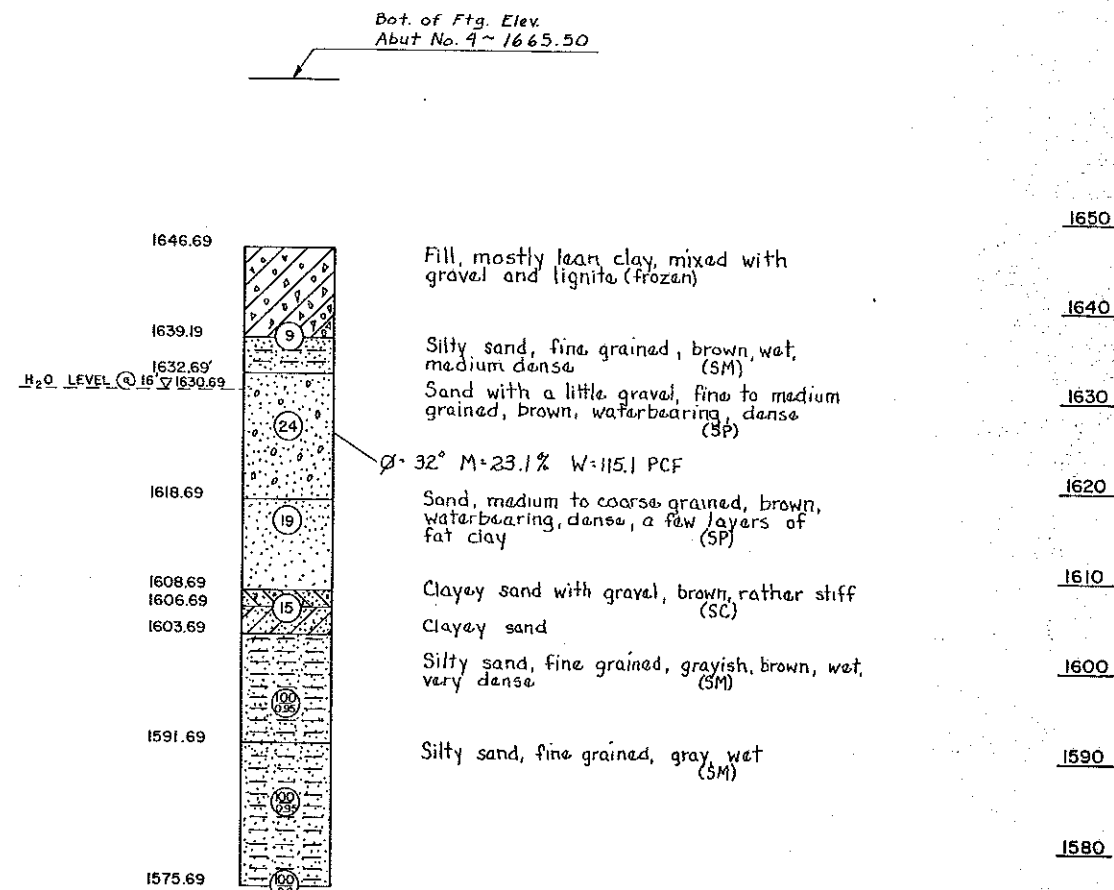 Bot. of Ftg. Elev.
Abut No. 4 ~ 1665.50
1650
1646.69
Fill, mostly lean clay, mixed with
gravel and lignite (frozen)
1640
1639.19
9
Silty sand, fine grained, brown, wet,
medium dense (SM)
1632.69'
H₂O LEVEL @ 16' ▽ 1630.69
Sand with a little gravel, fine to medium
grained, brown, waterbearing, dense
(SP)
1630
24
Ø- 32° M=23.1% W=115.1 PCF
1620
1618.69
Sand, medium to coarse grained, brown,
waterbearing, dense, a few layers of
fat clay (SP)
19
1610
1608.69
Clayey sand with gravel, brown, rather stiff
(SC)
1606.69
15
1603.69
Clayey sand
Silty sand, fine grained, grayish, brown, wet,
very dense (SM)
1600
100
0.95
1591.69
Silty sand, fine grained, gray, wet
(SM)
1590
100
0.95
1580
1575.69
100